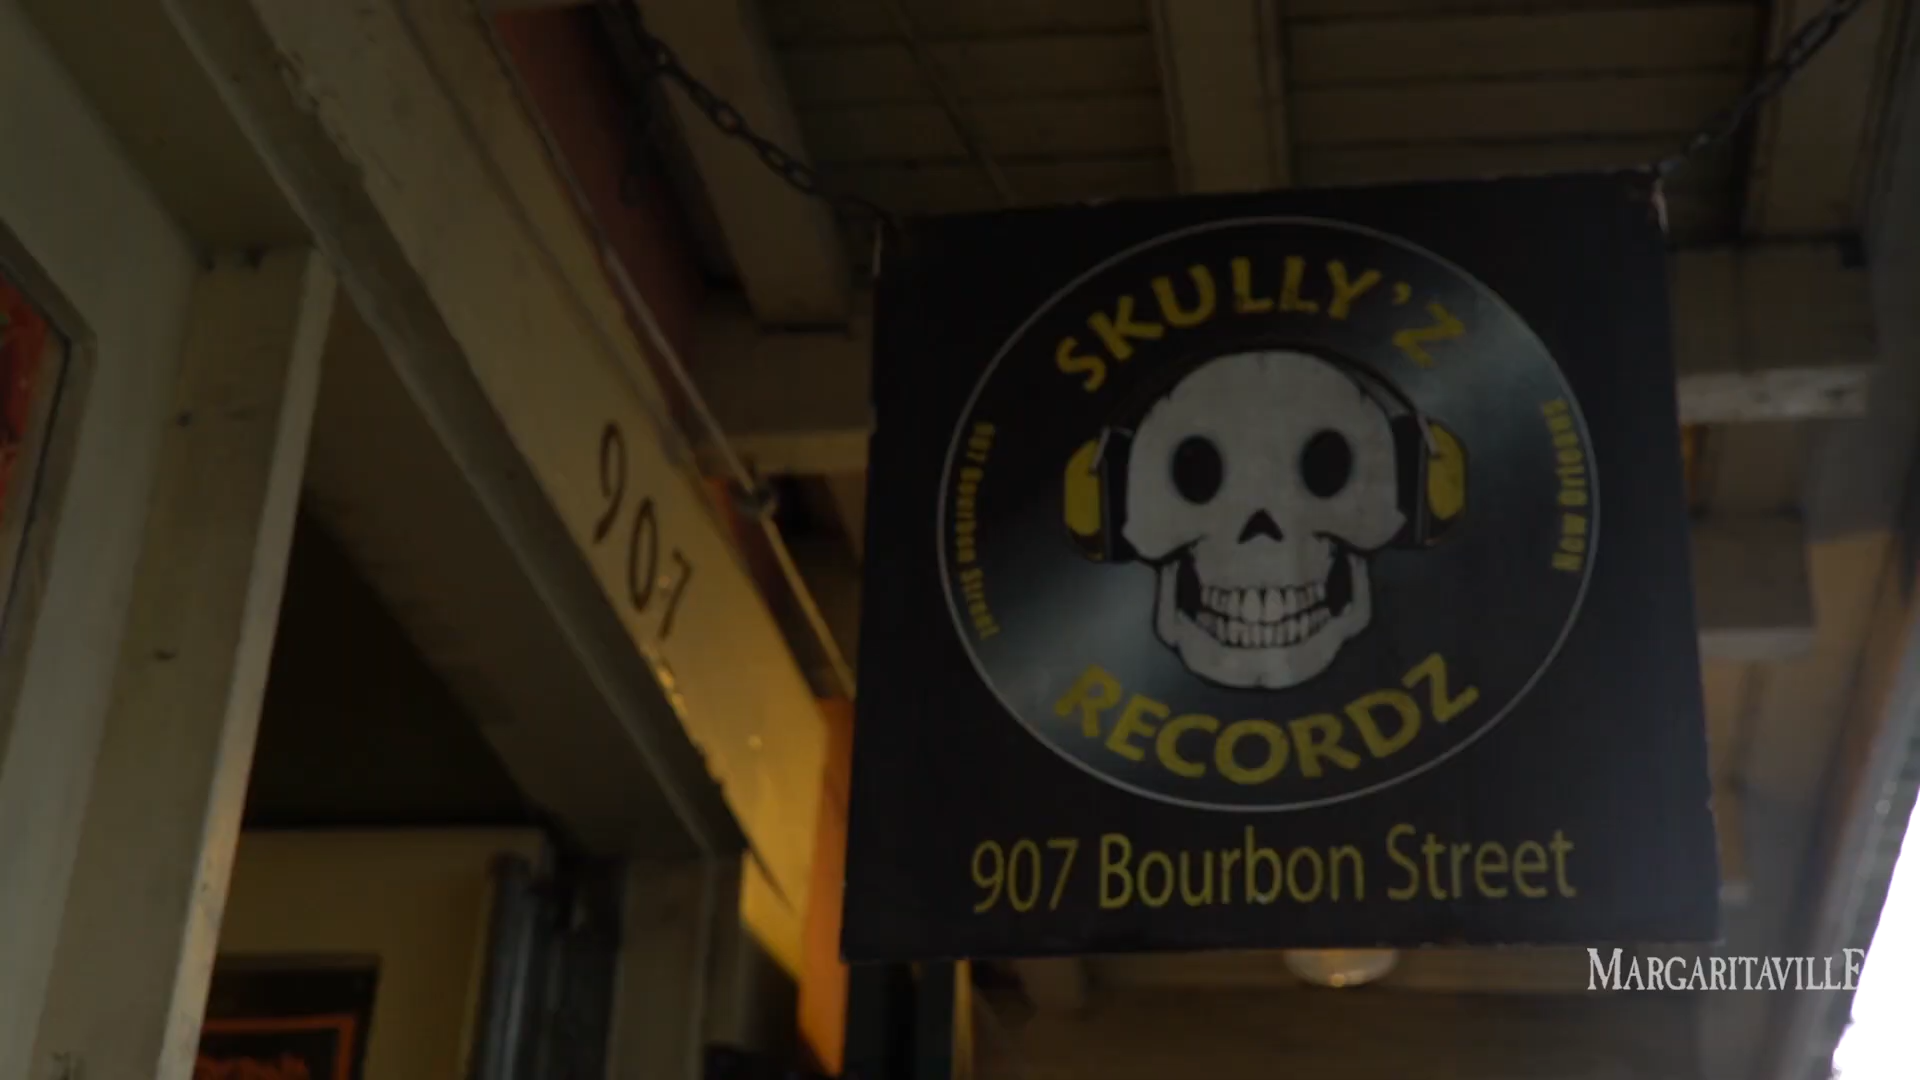 907
SKULLY'Z
907 Bourbon Street
New Orleans
RECORDZ
907 Bourbon Street
MARGARITAVILLE